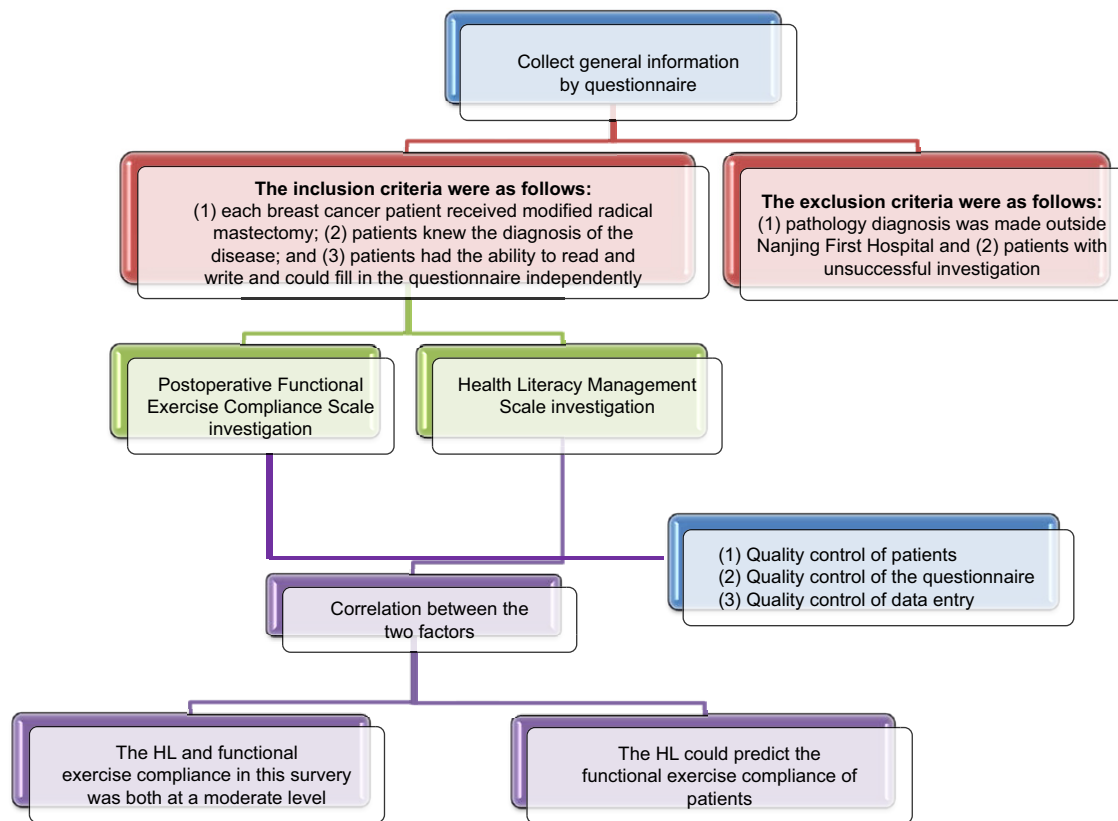 Collect general information
by questionnaire
The inclusion criteria were as follows:
(1) each breast cancer patient received modified radical
mastectomy; (2) patients knew the diagnosis of the
disease; and (3) patients had the ability to read and
write and could fill in the questionnaire independently
The exclusion criteria were as follows:
(1) pathology diagnosis was made outside
Nanjing First Hospital and (2) patients with
unsuccessful investigation
Postoperative Functional
Exercise Compliance Scale
investigation
Health Literacy Management
Scale investigation
(1) Quality control of patients
(2) Quality control of the questionnaire
(3) Quality control of data entry
Correlation between the
two factors
The HL and functional
exercise compliance in this survery
was both at a moderate level
The HL could predict the
functional exercise compliance of
patients